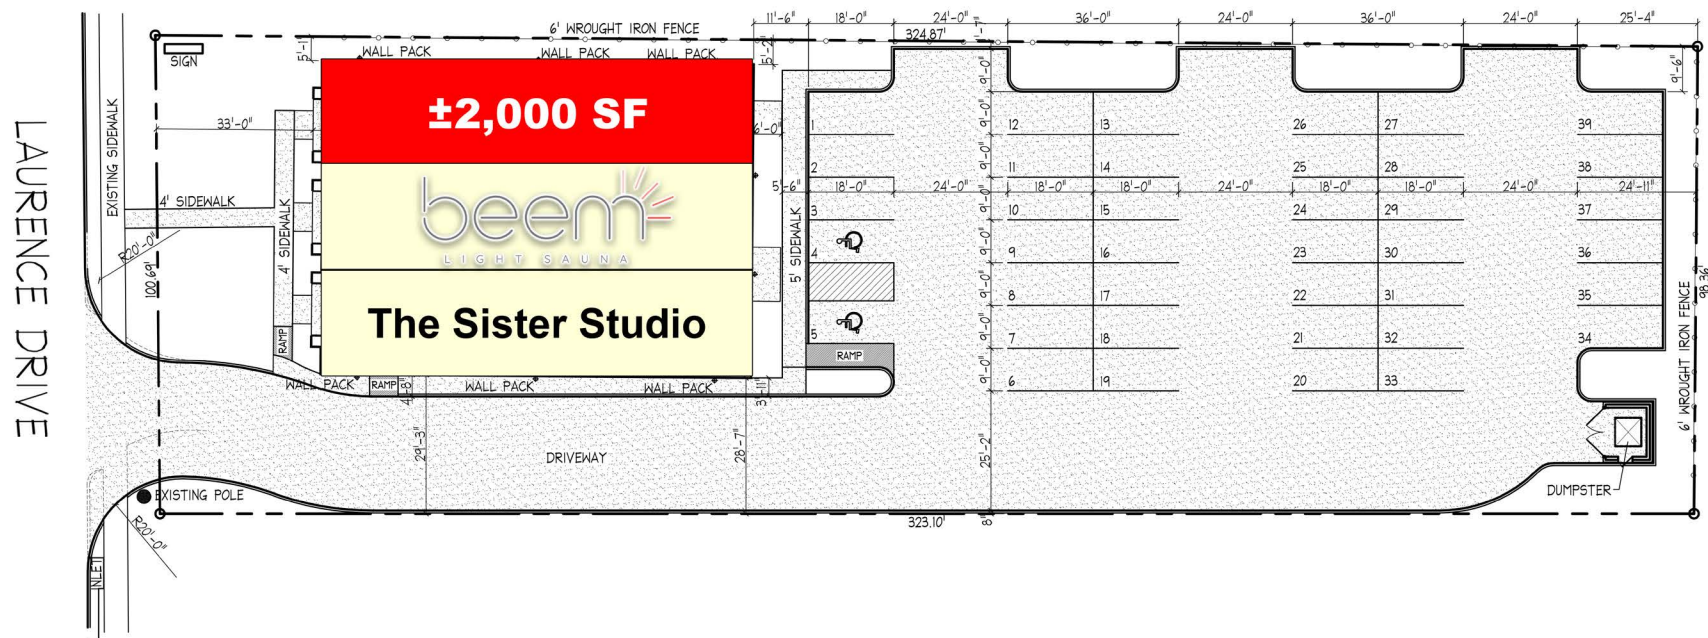 LAURENCE DRIVE
EXISTING SIDEWALK
SIGN
6' WROUGHT IRON FENCE
324.87'
11'-6"
18'-0"
24'-0"
36'-0"
24'-0"
36'-0"
24'-0"
25'-4"
5'-1"
WALL PACK
WALL PACK
WALL PACK
5'-2"
9'-6"
33'-0"
4' SIDEWALK
4' SIDEWALK
R20'-0"
100.69'
RAMP
±2,000 SF
beem
LIGHT SAUNA
The Sister Studio
6'-0"
5'-6"
18'-0"
24'-0"
18'-0"
18'-0"
24'-0"
18'-0"
18'-0"
24'-0"
24'-11"
5' SIDEWALK
1
2
3
4
5
RAMP
9'-0"
9'-0"
9'-0"
9'-0"
9'-0"
9'-0"
9'-0"
9'-0"
12
13
11
14
10
15
9
16
8
17
7
18
6
19
26
27
25
28
24
29
23
30
22
31
21
32
20
33
39
38
37
36
35
34
98.36'
6' WROUGHT IRON FENCE
WALL PACK
RAMP
4'-8"
WALL PACK
WALL PACK
3'-11"
29'-3"
DRIVEWAY
28'-7"
25'-2"
8"
323.10'
DUMPSTER
EXISTING POLE
R20'-0"
INLET